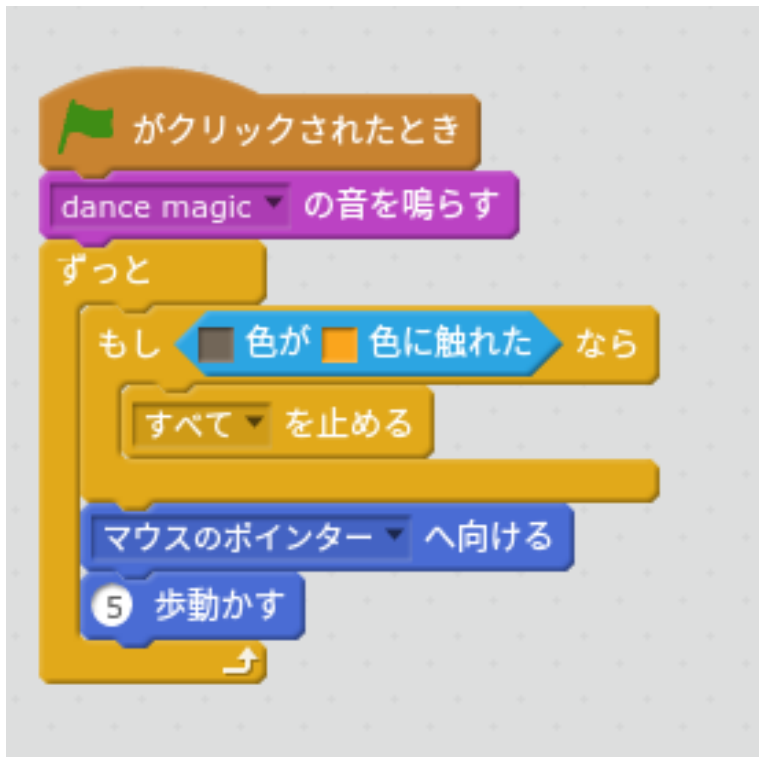 がクリックされたとき
dance magic の音を鳴らす
ずっと
もし 色が 色に触れた なら
すべて を止める
マウスのポインター へ向ける
5 歩動かす